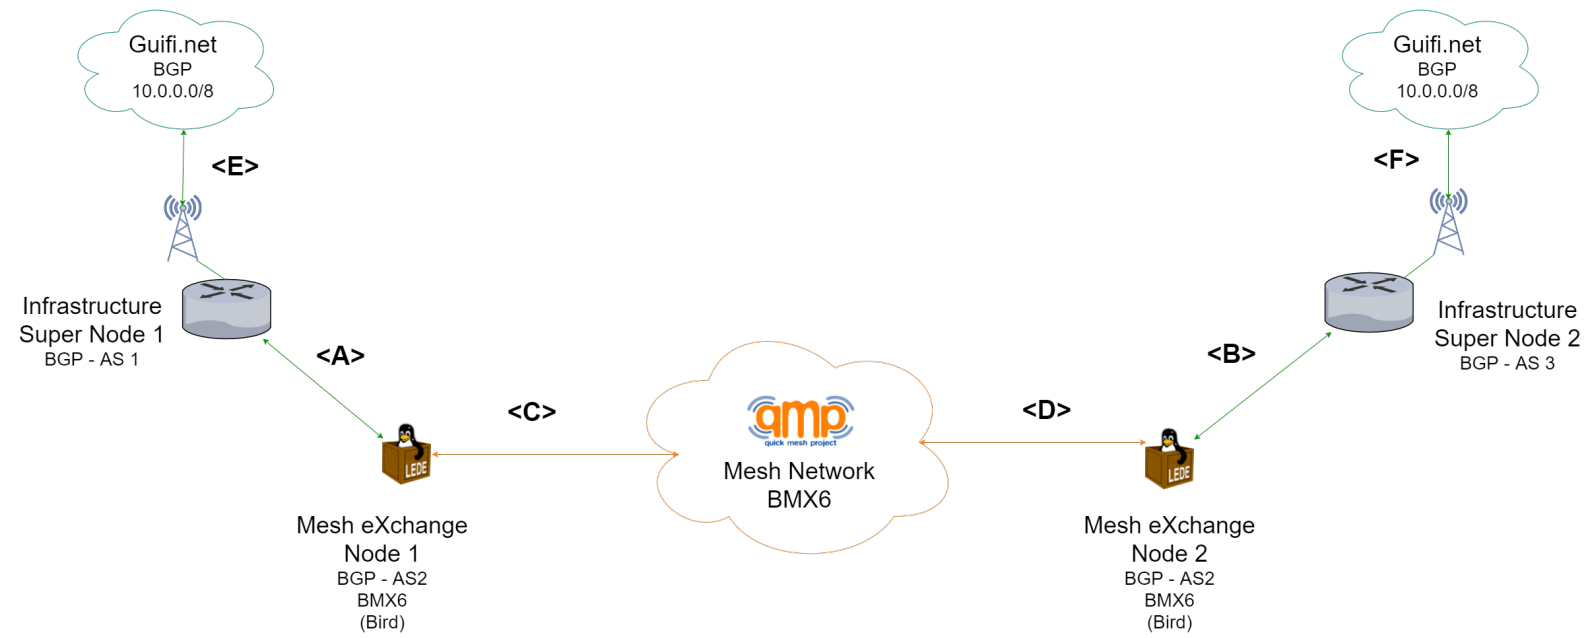 Guifi.net
BGP
10.0.0.0/8
Guifi.net
BGP
10.0.0.0/8
<E>
<F>
Infrastructure
Super Node 1
BGP - AS 1
Infrastructure
Super Node 2
BGP - AS 3
<A>
<B>
<C>
<D>
qmp
quick mesh project
Mesh Network
BMX6
LEDE
LEDE
Mesh eXchange
Node 1
BGP - AS2
BMX6
(Bird)
Mesh eXchange
Node 2
BGP - AS2
BMX6
(Bird)